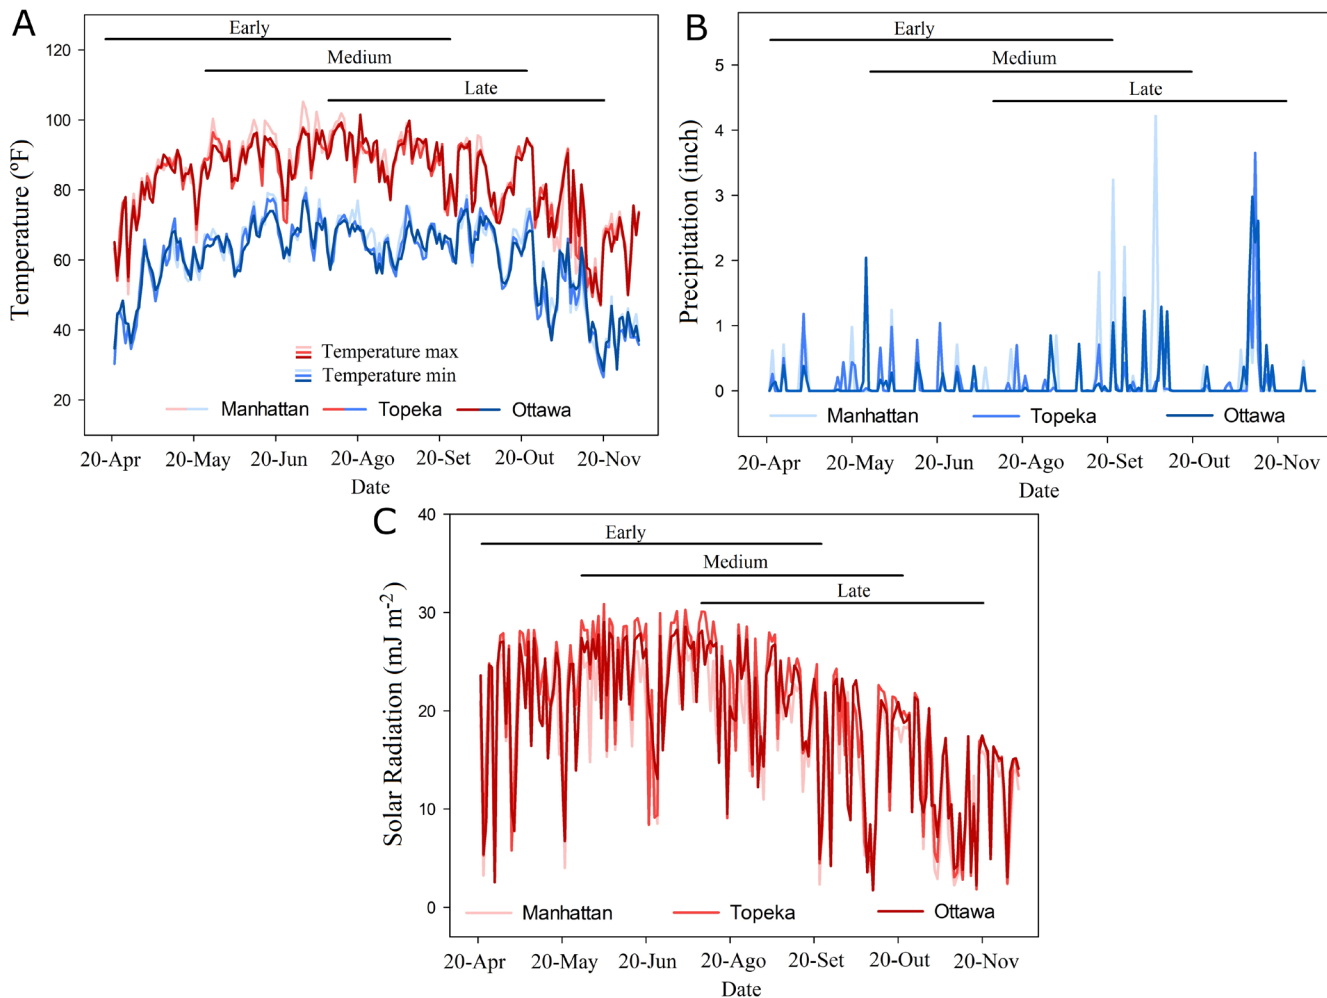 A
Early
Medium
Late
120
100
80
60
40
20
Temperature (ºF)
Temperature max
Temperature min
Manhattan
Topeka
Ottawa
20-Apr
20-May
20-Jun
20-Ago
20-Set
20-Out
20-Nov
Date
B
Early
Medium
Late
5
4
3
2
1
0
Precipitation (inch)
Manhattan
Topeka
Ottawa
20-Apr
20-May
20-Jun
20-Ago
20-Set
20-Out
20-Nov
Date
C
Early
Medium
Late
40
30
20
10
0
Solar Radiation (mJ m-2)
Manhattan
Topeka
Ottawa
20-Apr
20-May
20-Jun
20-Ago
20-Set
20-Out
20-Nov
Date